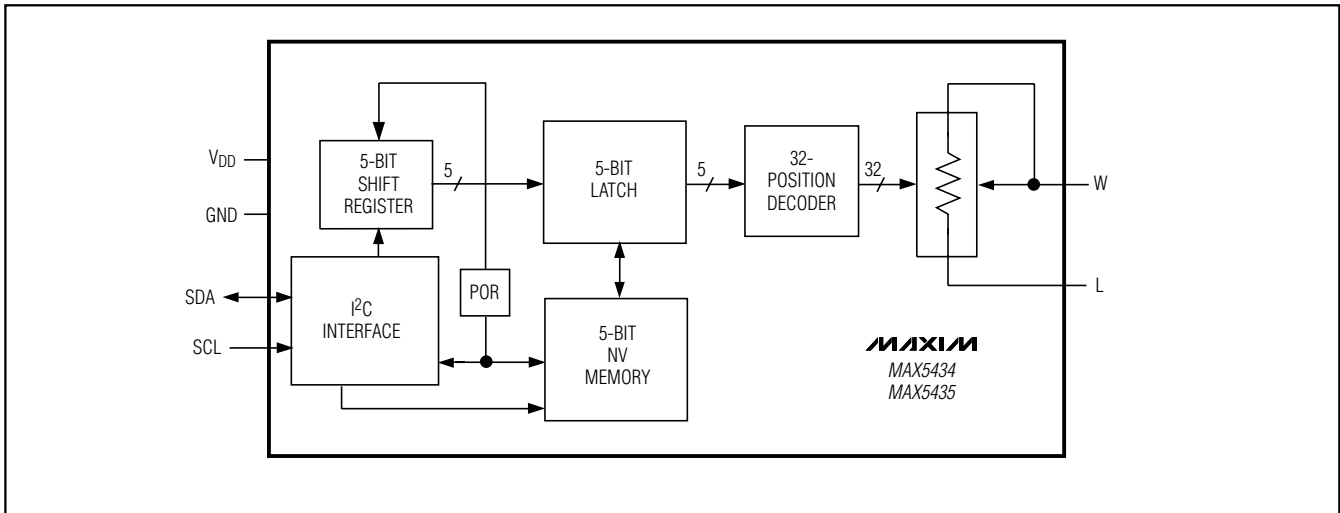 VDD
GND
SDA
SCL
5-BIT
SHIFT
REGISTER
5
I²C
INTERFACE
POR
5-BIT
LATCH
5
5-BIT
NV
MEMORY
32-
POSITION
DECODER
32
W
L
MAXIM
MAX5434
MAX5435